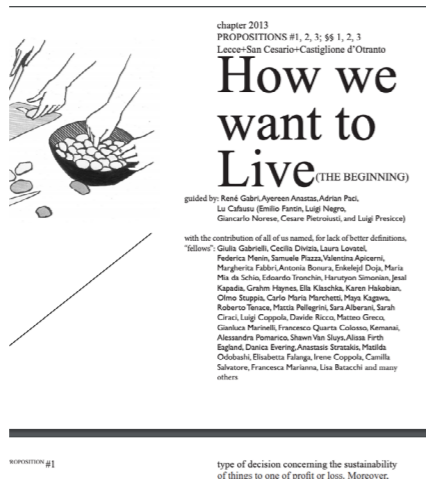 chapter 2013
PROPOSITIONS #1, 2, 3; §§ 1, 2, 3
Lecce+San Cesario+Castiglione d'Otranto
How we
want to
Live (THE BEGINNING)
guided by: René Gabri, Ayereen Anastas, Adrian Paci,
Lu Cafausu (Emilio Fantin, Luigi Negro,
Giancarlo Norese, Cesare Pietroiusti, and Luigi Presicce)
with the contribution of all of us named, for lack of better definitions,
"fellows": Giulia Gabrielli, Cecilia Divizia, Laura Lovatel,
Federica Menin, Samuele Piazza, Valentina Apicerni,
Margherita Fabbri, Antonia Bonura, Enkelejd Doja, Maria
Mia da Schio, Edoardo Tronchin, Harutyon Simonian, Jesal
Kapadia, Grahm Haynes, Ella Klaschka, Karen Hakobian,
Olmo Stuppia, Carlo Maria Marchetti, Maya Kagawa,
Roberto Tenace, Mattia Pellegrini, Sara Alberani, Sarah
Ciraci, Luigi Coppola, Davide Ricco, Matteo Greco,
Gianluca Marinelli, Francesco Quarta Colosso, Kemanai,
Alessandra Pomarico, Shawn Van Sluys, Alissa Firth
Eagland, Danica Evering, Anastasis Stratakis, Matilda
Odobashi, Elisabetta Falanga, Irene Coppola, Camilla
Salvatore, Francesca Marianna, Lisa Batacchi and many
others
ROPOSITION #1
type of decision concerning the sustainability
of things to one of profit or loss. Moreover,